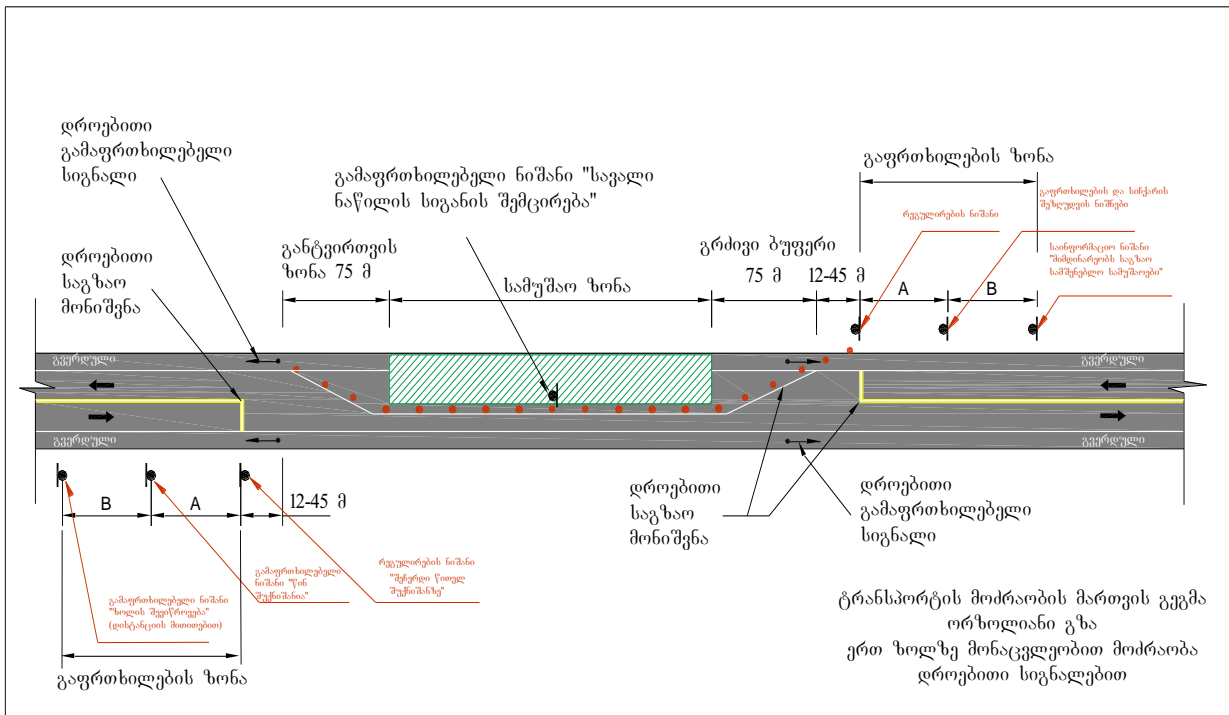 დროებითი
გამაფრთხილებელი
სიგნალი
გამაფრთხილებელი ნიშანი "სავალი
ნაწილის სიგანის შემცირება"
გაფრთხილების ზონა
გაფრთხილების და სიჩქარის
შეზღუდვის ნიშნები
რეგულირების ნიშანი
საინფორმაციო ნიშანი
"მიმდინარეობს საგზაო
სამშენებლო სამუშაოები"
დროებითი
საგზაო
მონიშვნა
განტვირთვის
ზონა 75 მ
სამუშაო ზონა
გრძივი ბუფერი
75 მ
12-45 მ
A
B
გვერდული
გვერდული
გვერდული
გვერდული
B
A
12-45 მ
დროებითი
საგზაო
მონიშვნა
დროებითი
გამაფრთხილებელი
სიგნალი
გამაფრთხილებელი ნიშანი
"ზოლის შევიწროვება"
(დისტანციის მითითებით)
გამაფრთხილებელი
ნიშანი "წინ
შუქნიშანია"
რეგულირების ნიშანი
"შეჩერდი წითელ
შუქნიშანზე"
გაფრთხილების ზონა
ტრანსპორტის მოძრაობის მართვის გეგმა
ორზოლიანი გზა
ერთ ზოლზე მონაცვლეობით მოძრაობა
დროებითი სიგნალებით